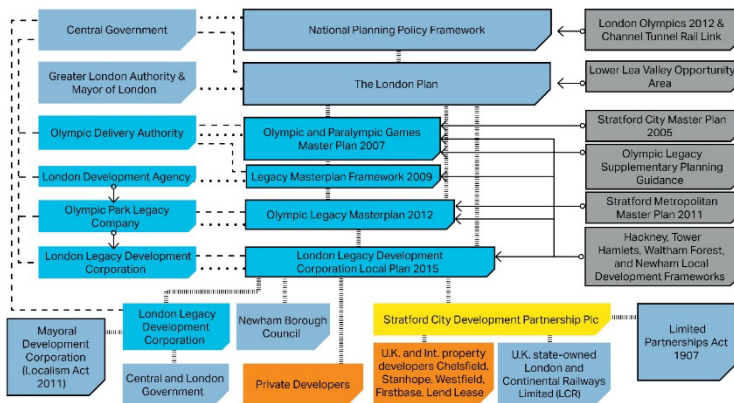 Central Government
National Planning Policy Framework
London Olympics 2012 &
Channel Tunnel Rail Link
Greater London Authority &
Mayor of London
The London Plan
Lower Lea Valley Opportunity
Area
Olympic Delivery Authority
Olympic and Paralympic Games
Master Plan 2007
Stratford City Master Plan
2005
Olympic Legacy
Supplementary Planning
Guidance
London Development Agency
Legacy Masterplan Framework 2009
Olympic Park Legacy
Company
Olympic Legacy Masterplan 2012
Stratford Metropolitan
Master Plan 2011
London Legacy Development
Corporation
London Legacy Development
Corporation Local Plan 2015
Hackney, Tower
Hamlets, Waltham Forest,
and Newham Local
Development Frameworks
Mayoral
Development
Corporation
(Localism Act
2011)
London Legacy
Development
Corporation
Newham Borough
Council
Stratford City Development Partnership Plc
Limited
Partnerships Act
1907
Central and London
Government
Private Developers
U.K. and Int. property
developers Chelsfield,
Stanhope, Westfield,
Firstbase, Lend Lease
U.K. state-owned
London and
Continental Railways
Limited (LCR)